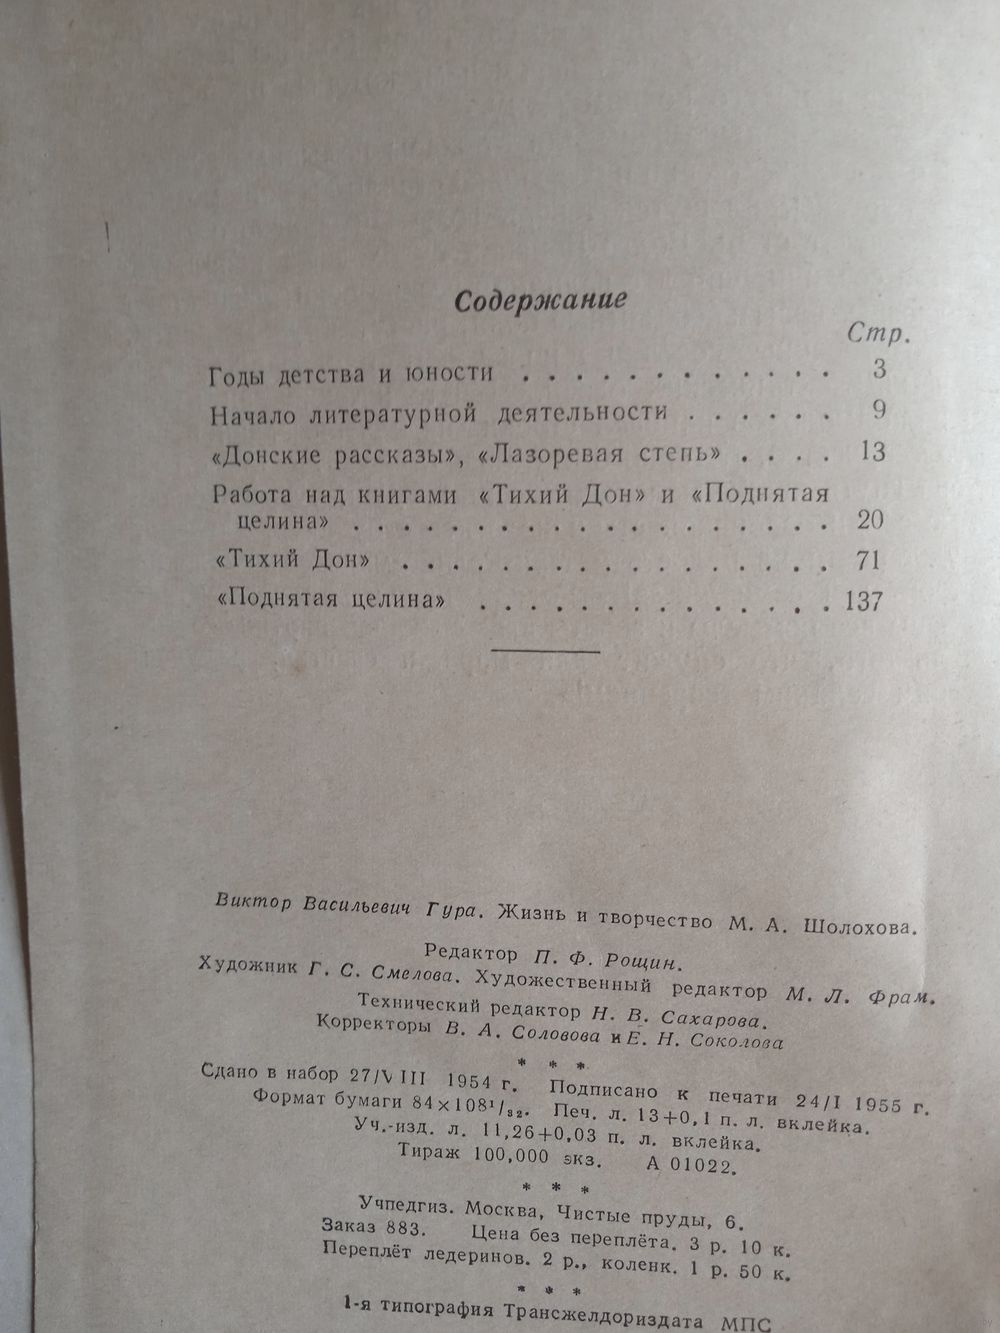 Содержание
Стр.
Годы детства и юности . . . . . . . . . . . . 3
Начало литературной деятельности . . . . . . 9
«Донские рассказы», «Лазоревая степь» . . . . 13
Работа над книгами «Тихий Дон» и «Поднятая
целина» . . . . . . . . . . . . . . . . . . . 20
«Тихий Дон» . . . . . . . . . . . . . . . . . 71
«Поднятая целина» . . . . . . . . . . . . . . 137
Виктор Васильевич Гура. Жизнь и творчество М. А. Шолохова.
Редактор П. Ф. Рощин.
Художник Г. С. Смелова. Художественный редактор М. Л. Фрам.
Технический редактор Н. В. Сахарова.
Корректоры В. А. Соловова и Е. Н. Соколова
* * *
Сдано в набор 27/VIII 1954 г. Подписано к печати 24/I 1955 г.
Формат бумаги 84×108¹/₃₂. Печ. л. 13+0,1 п. л. вклейка.
Уч.-изд. л. 11,26+0,03 п. л. вклейка.
Тираж 100,000 экз. А 01022.
* * *
Учпедгиз. Москва, Чистые пруды, 6.
Заказ 883. Цена без переплёта. 3 р. 10 к.
Переплёт ледеринов. 2 р., коленк. 1 р. 50 к.
* * *
1-я типография Трансжелдориздата МПС